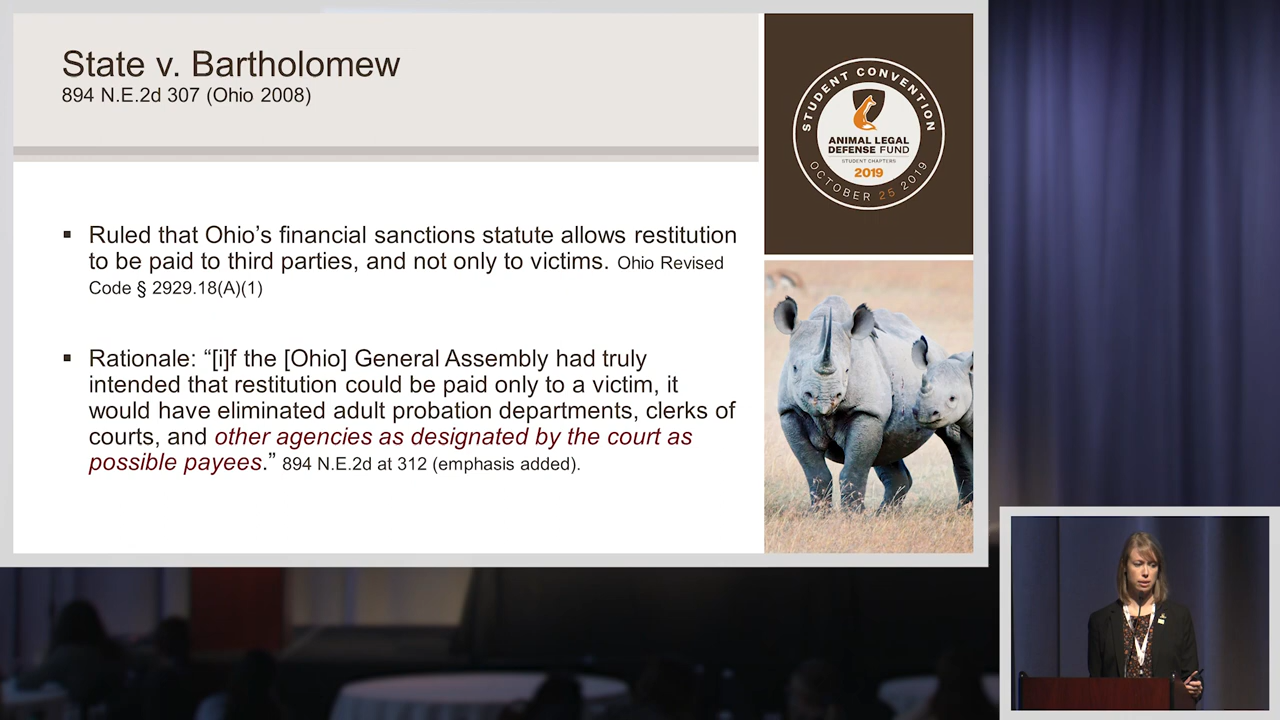 State v. Bartholomew
894 N.E.2d 307 (Ohio 2008)
▪ Ruled that Ohio’s financial sanctions statute allows restitution
to be paid to third parties, and not only to victims. Ohio Revised
Code § 2929.18(A)(1)
▪ Rationale: “[i]f the [Ohio] General Assembly had truly
intended that restitution could be paid only to a victim, it
would have eliminated adult probation departments, clerks of
courts, and other agencies as designated by the court as
possible payees.” 894 N.E.2d at 312 (emphasis added).
STUDENT CONVENTION
ANIMAL LEGAL
DEFENSE FUND
STUDENT CHAPTERS
2019
OCTOBER 25 2019